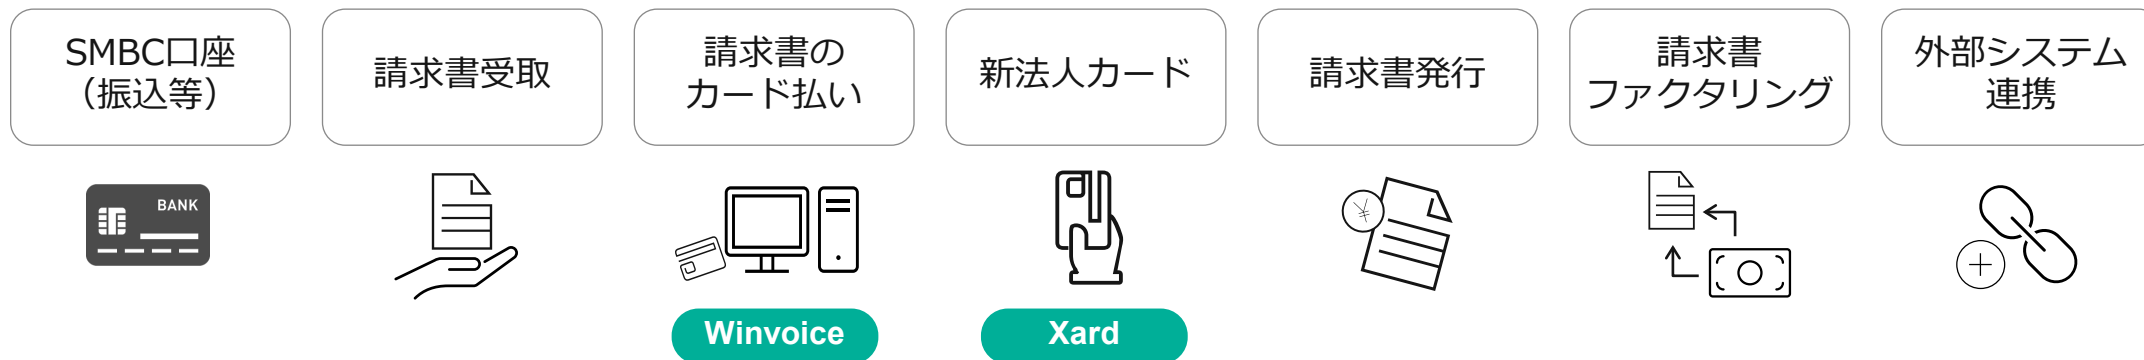 SMBC口座
（振込等）
請求書受取
請求書の
カード払い
新法人カード
請求書発行
請求書
ファクタリング
外部システム
連携
BANK
¥
Winvoice
Xard